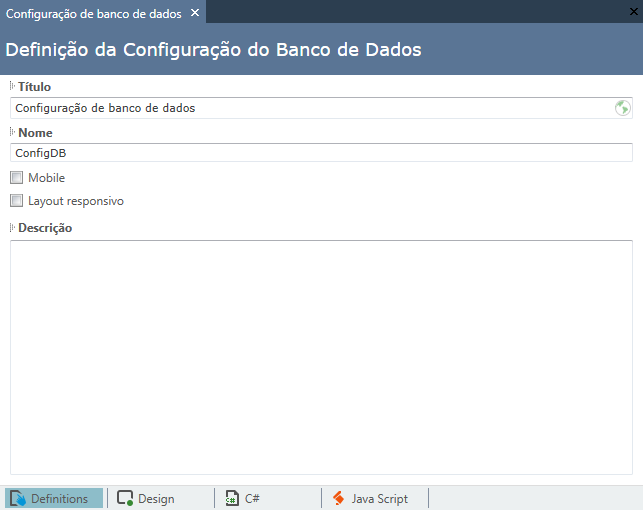 Configuração de banco de dados
Definição da Configuração do Banco de Dados
Título
Configuração de banco de dados
Nome
ConfigDB
Mobile
Layout responsivo
Descrição
Definitions Design C# C# Java Script